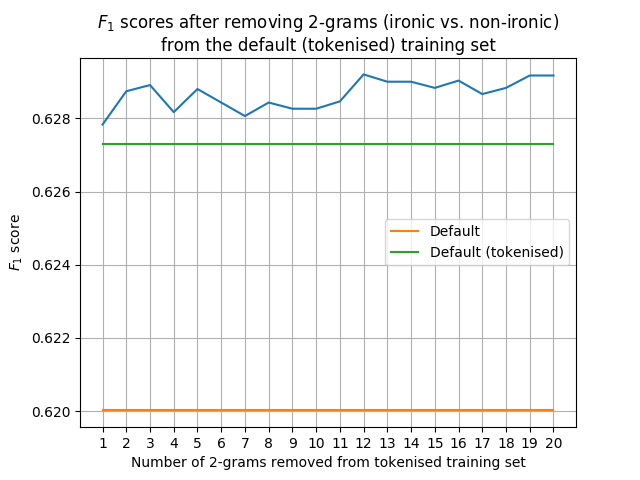 F₁ scores after removing 2-grams (ironic vs. non-ironic)
from the default (tokenised) training set
F₁ score
0.628
0.626
0.624
0.622
0.620
Default
Default (tokenised)
1 2 3 4 5 6 7 8 9 10 11 12 13 14 15 16 17 18 19 20
Number of 2-grams removed from tokenised training set